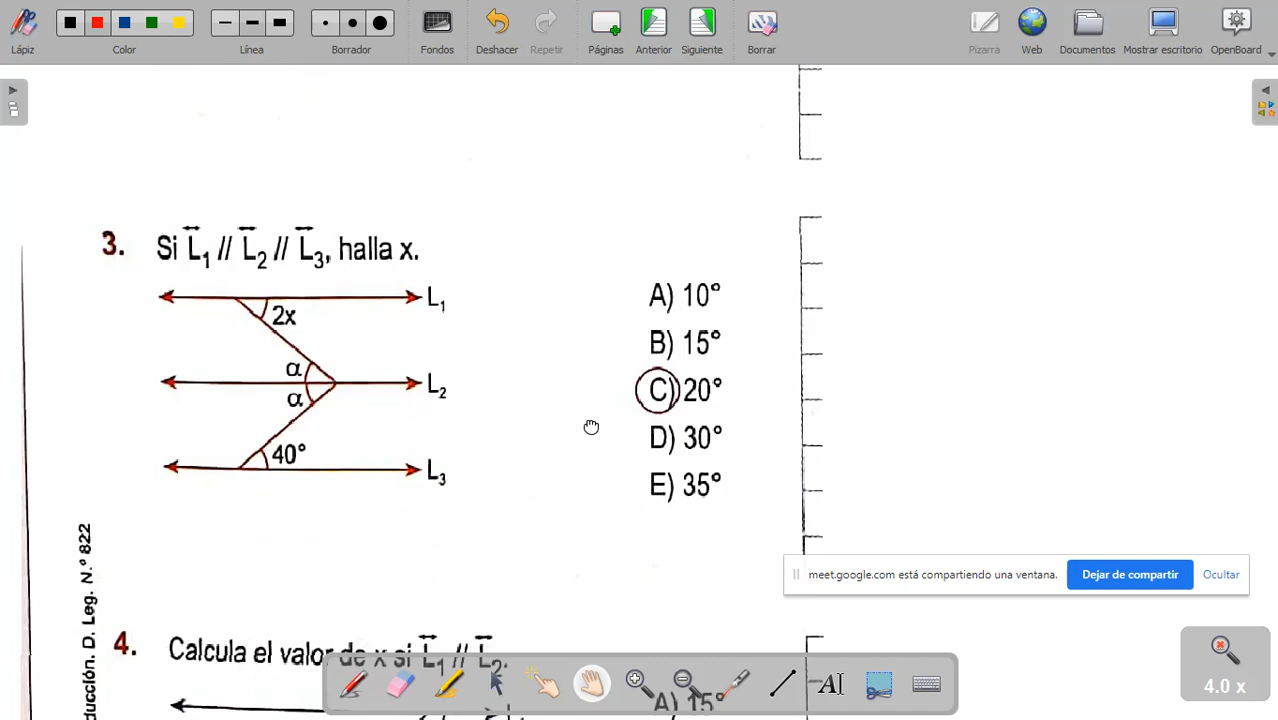 Lápiz
Color
Línea
Borrador
Fondos
Deshacer
Repetir
Páginas
Anterior
Siguiente
Borrar
Pizarra
Web
Documentos
Mostrar escritorio
OpenBoard
3. Si L₁ // L₂ // L₃, halla x.
L₁
2x
α
L₂
α
40°
L₃
A) 10°
B) 15°
C) 20°
D) 30°
E) 35°
ducción. D. Leg. N.º 822
meet.google.com está compartiendo una ventana.
Dejar de compartir
Ocultar
4. Calcula el valor de x si L₁ // L₂.
A) 15°
AI
4.0 x